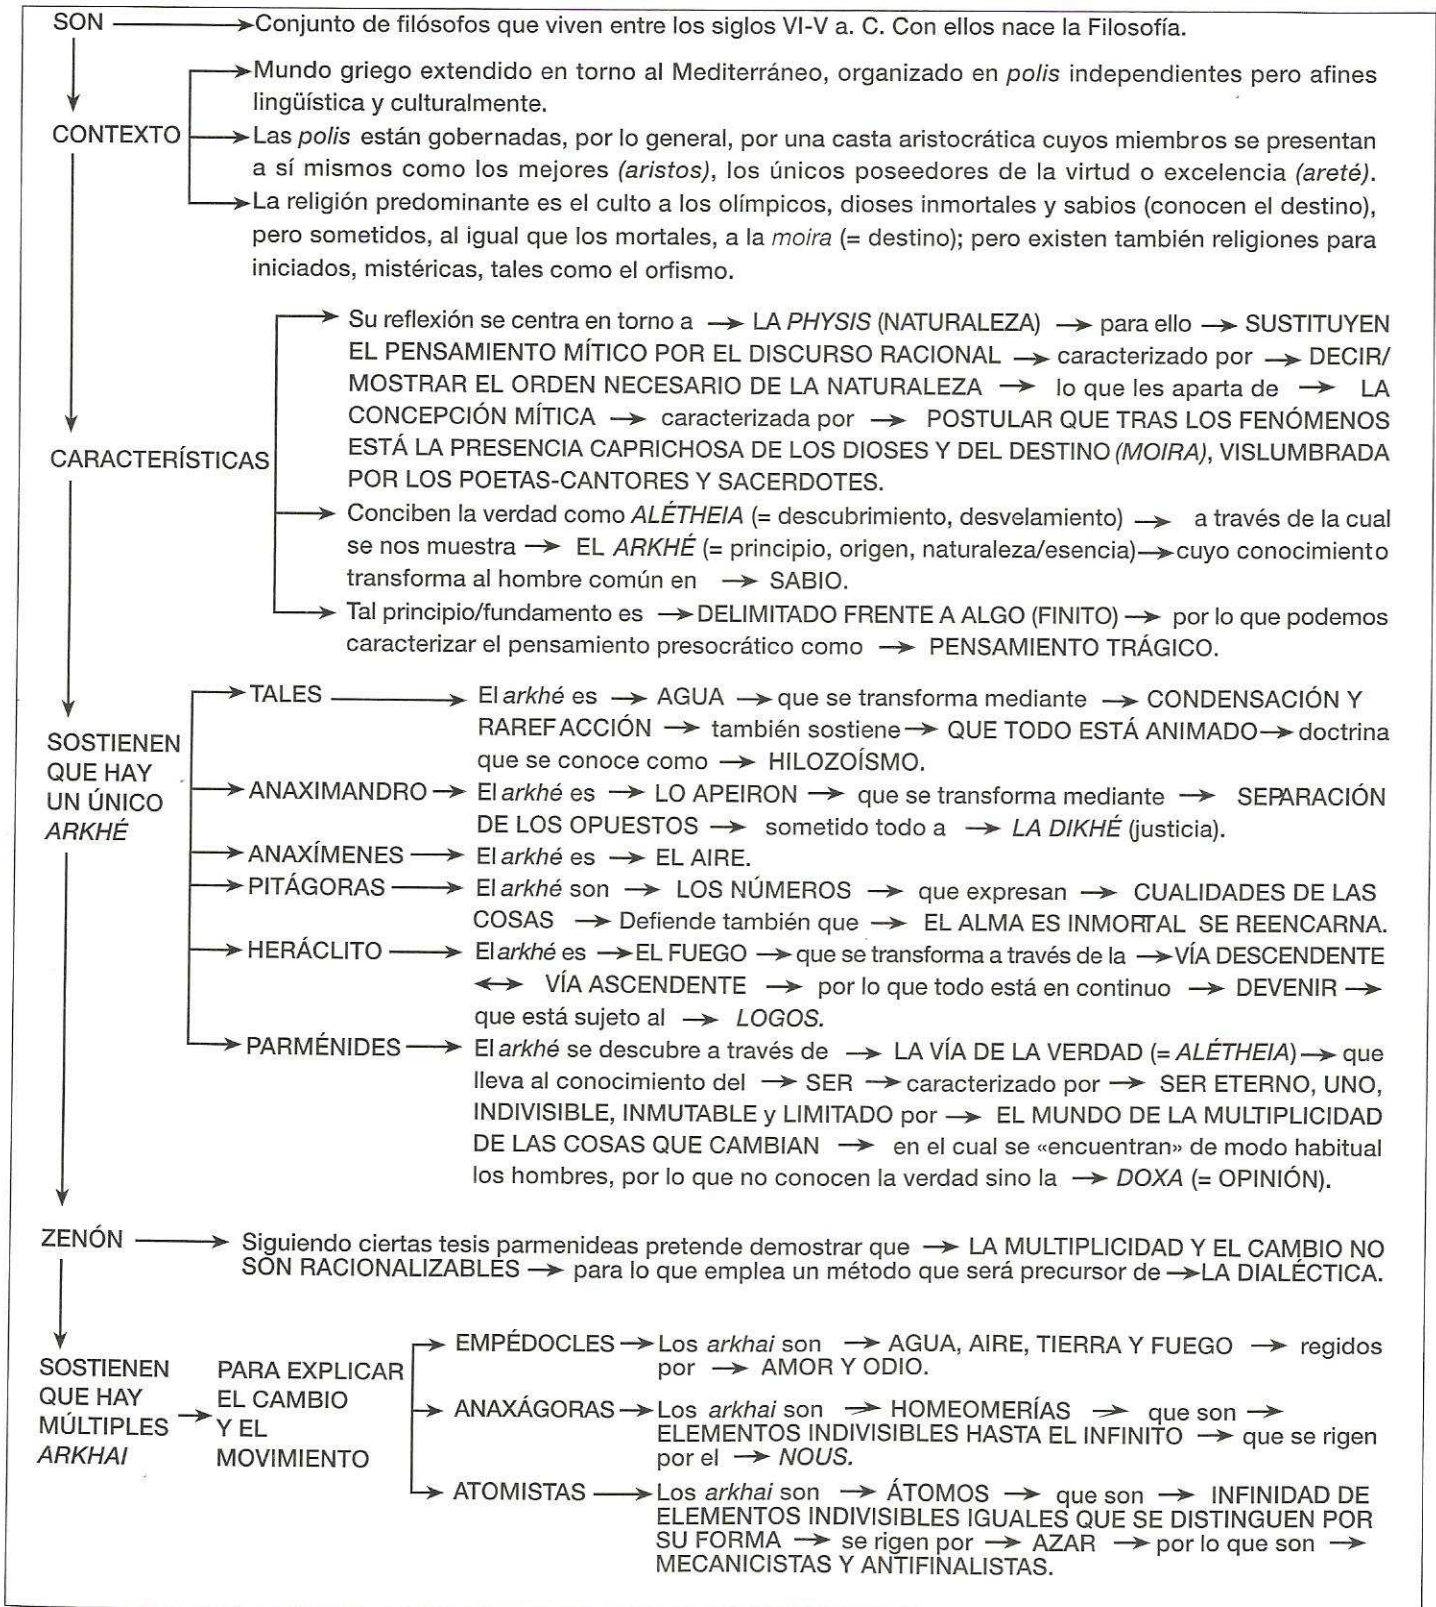 SON → Conjunto de filósofos que viven entre los siglos VI-V a. C. Con ellos nace la Filosofía.
CONTEXTO
→ Mundo griego extendido en torno al Mediterráneo, organizado en polis independientes pero afines
lingüística y culturalmente.
→ Las polis están gobernadas, por lo general, por una casta aristocrática cuyos miembros se presentan
a sí mismos como los mejores (aristos), los únicos poseedores de la virtud o excelencia (areté).
→ La religión predominante es el culto a los olímpicos, dioses inmortales y sabios (conocen el destino),
pero sometidos, al igual que los mortales, a la moira (= destino); pero existen también religiones para
iniciados, mistéricas, tales como el orfismo.
CARACTERÍSTICAS
→ Su reflexión se centra en torno a → LA PHYSIS (NATURALEZA) → para ello → SUSTITUYEN
EL PENSAMIENTO MÍTICO POR EL DISCURSO RACIONAL → caracterizado por → DECIR/
MOSTRAR EL ORDEN NECESARIO DE LA NATURALEZA → lo que les aparta de → LA
CONCEPCIÓN MÍTICA → caracterizada por → POSTULAR QUE TRAS LOS FENÓMENOS
ESTÁ LA PRESENCIA CAPRICHOSA DE LOS DIOSES Y DEL DESTINO (MOIRA), VISLUMBRADA
POR LOS POETAS-CANTORES Y SACERDOTES.
→ Conciben la verdad como ALÉTHEIA (= descubrimiento, desvelamiento) → a través de la cual
se nos muestra → EL ARKHÉ (= principio, origen, naturaleza/esencia) → cuyo conocimiento
transforma al hombre común en → SABIO.
→ Tal principio/fundamento es → DELIMITADO FRENTE A ALGO (FINITO) → por lo que podemos
caracterizar el pensamiento presocrático como → PENSAMIENTO TRÁGICO.
SOSTIENEN
QUE HAY
UN ÚNICO
ARKHÉ
→ TALES → El arkhé es → AGUA → que se transforma mediante → CONDENSACIÓN Y
RAREFACCIÓN → también sostiene → QUE TODO ESTÁ ANIMADO → doctrina
que se conoce como → HILOZOÍSMO.
→ ANAXIMANDRO → El arkhé es → LO APEIRON → que se transforma mediante → SEPARACIÓN
DE LOS OPUESTOS → sometido todo a → LA DIKHÉ (justicia).
→ ANAXÍMENES → El arkhé es → EL AIRE.
→ PITÁGORAS → El arkhé son → LOS NÚMEROS → que expresan → CUALIDADES DE LAS
COSAS → Defiende también que → EL ALMA ES INMORTAL SE REENCARNA.
→ HERÁCLITO → El arkhé es → EL FUEGO → que se transforma a través de la → VÍA DESCENDENTE
↔ VÍA ASCENDENTE → por lo que todo está en continuo → DEVENIR →
que está sujeto al → LOGOS.
→ PARMÉNIDES → El arkhé se descubre a través de → LA VÍA DE LA VERDAD (= ALÉTHEIA) → que
lleva al conocimiento del → SER → caracterizado por → SER ETERNO, UNO,
INDIVISIBLE, INMUTABLE y LIMITADO por → EL MUNDO DE LA MULTIPLICIDAD
DE LAS COSAS QUE CAMBIAN → en el cual se «encuentran» de modo habitual
los hombres, por lo que no conocen la verdad sino la → DOXA (= OPINIÓN).
ZENÓN → Siguiendo ciertas tesis parmenideas pretende demostrar que → LA MULTIPLICIDAD Y EL CAMBIO NO
SON RACIONALIZABLES → para lo que emplea un método que será precursor de → LA DIALÉCTICA.
SOSTIENEN
QUE HAY
MÚLTIPLES →
ARKHAI
PARA EXPLICAR
EL CAMBIO
Y EL
MOVIMIENTO
→ EMPÉDOCLES → Los arkhai son → AGUA, AIRE, TIERRA Y FUEGO → regidos
por → AMOR Y ODIO.
→ ANAXÁGORAS → Los arkhai son → HOMEOMERÍAS → que son →
ELEMENTOS INDIVISIBLES HASTA EL INFINITO → que se rigen
por el → NOUS.
→ ATOMISTAS → Los arkhai son → ÁTOMOS → que son → INFINIDAD DE
ELEMENTOS INDIVISIBLES IGUALES QUE SE DISTINGUEN POR
SU FORMA → se rigen por → AZAR → por lo que son →
MECANICISTAS Y ANTIFINALISTAS.